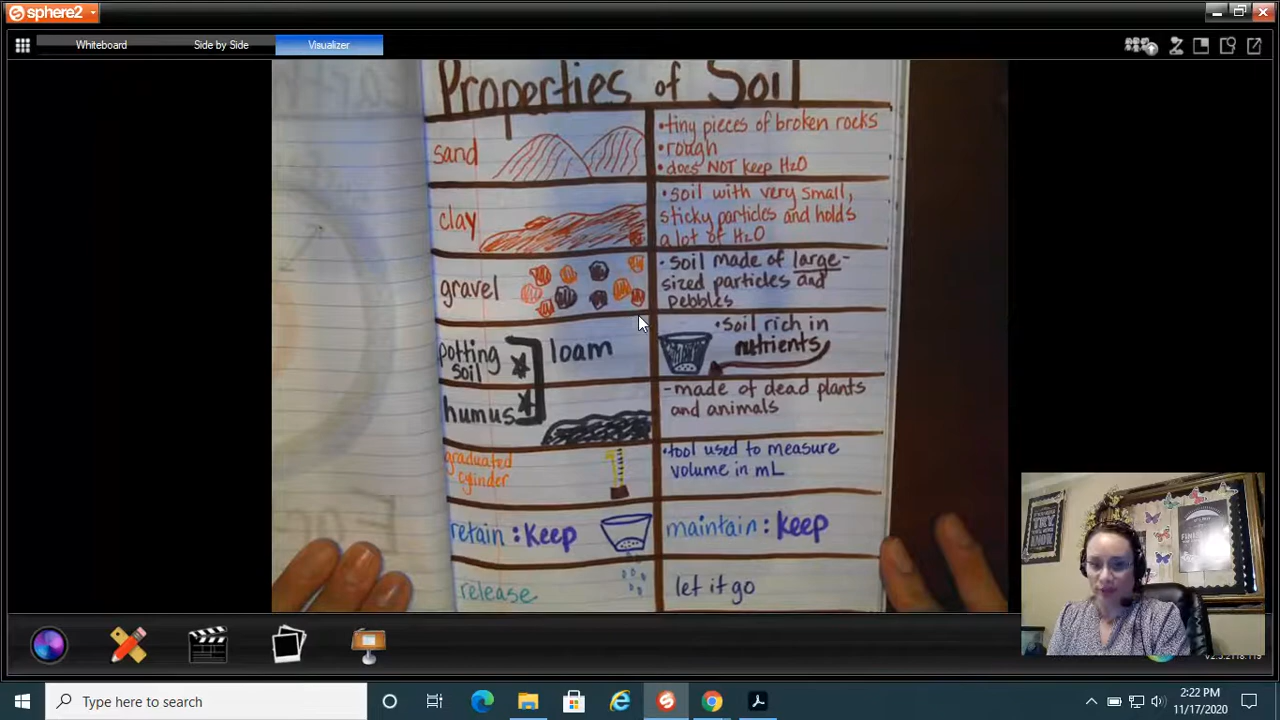 sphere2
Whiteboard
Side by Side
Visualizer
Properties of Soil
sand
•tiny pieces of broken rocks
•rough
•does NOT keep H2O
clay
•soil with very small,
sticky particles and holds
a lot of H2O
gravel
•soil made of large-
sized particles and
pebbles
potting
soil
loam
•soil rich in
nutrients
humus
-made of dead plants
and animals
graduated
cylinder
•tool used to measure
volume in mL
retain : Keep
maintain : keep
release
let it go
Type here to search
2:22 PM
11/17/2020